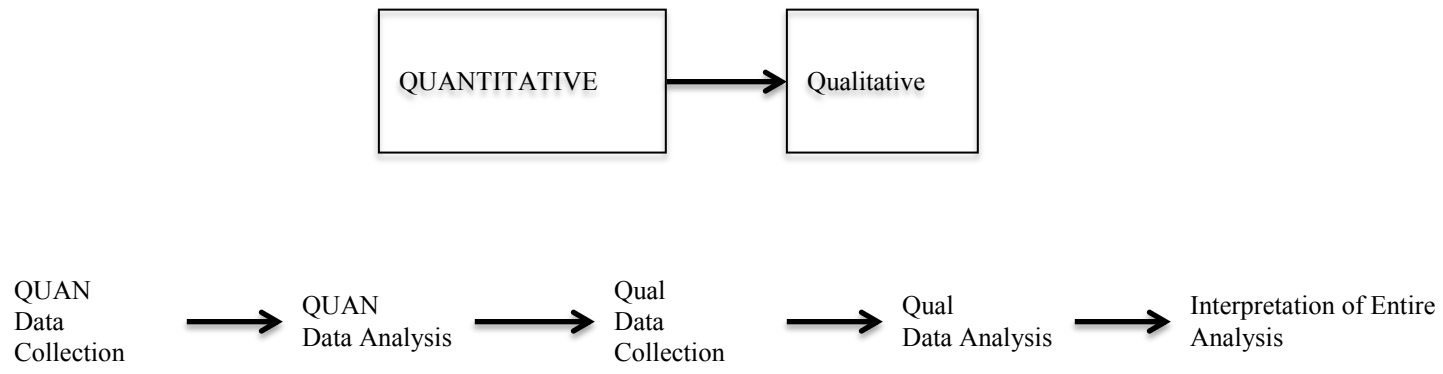 QUANTITATIVE
Qualitative
QUAN
Data
Collection
QUAN
Data Analysis
Qual
Data
Collection
Qual
Data Analysis
Interpretation of Entire
Analysis